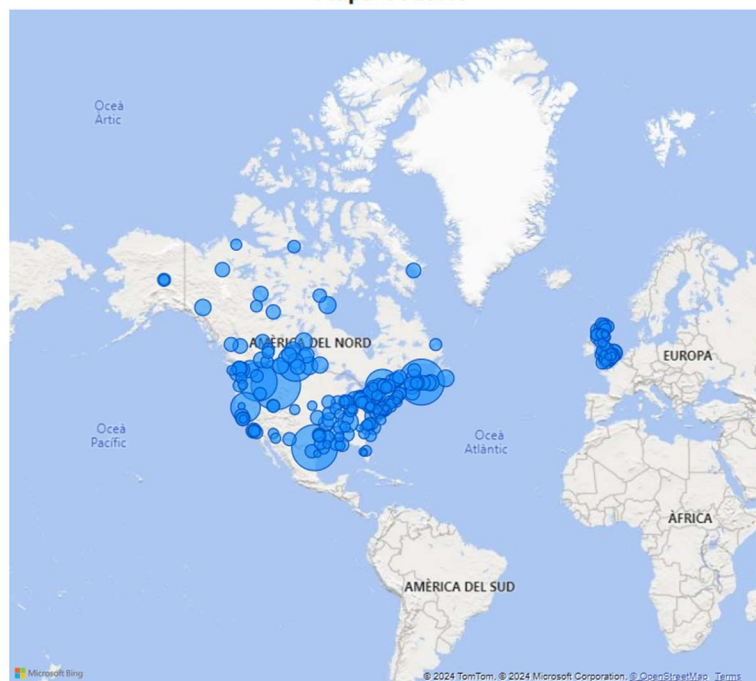 Oceà
Àrtic
AMÈRICA DEL NORD
EUROPA
Oceà
Pacífic
Oceà
Atlàntic
ÀFRICA
AMÈRICA DEL SUD
Microsoft Bing
© 2024 TomTom, © 2024 Microsoft Corporation, © OpenStreetMap Terms